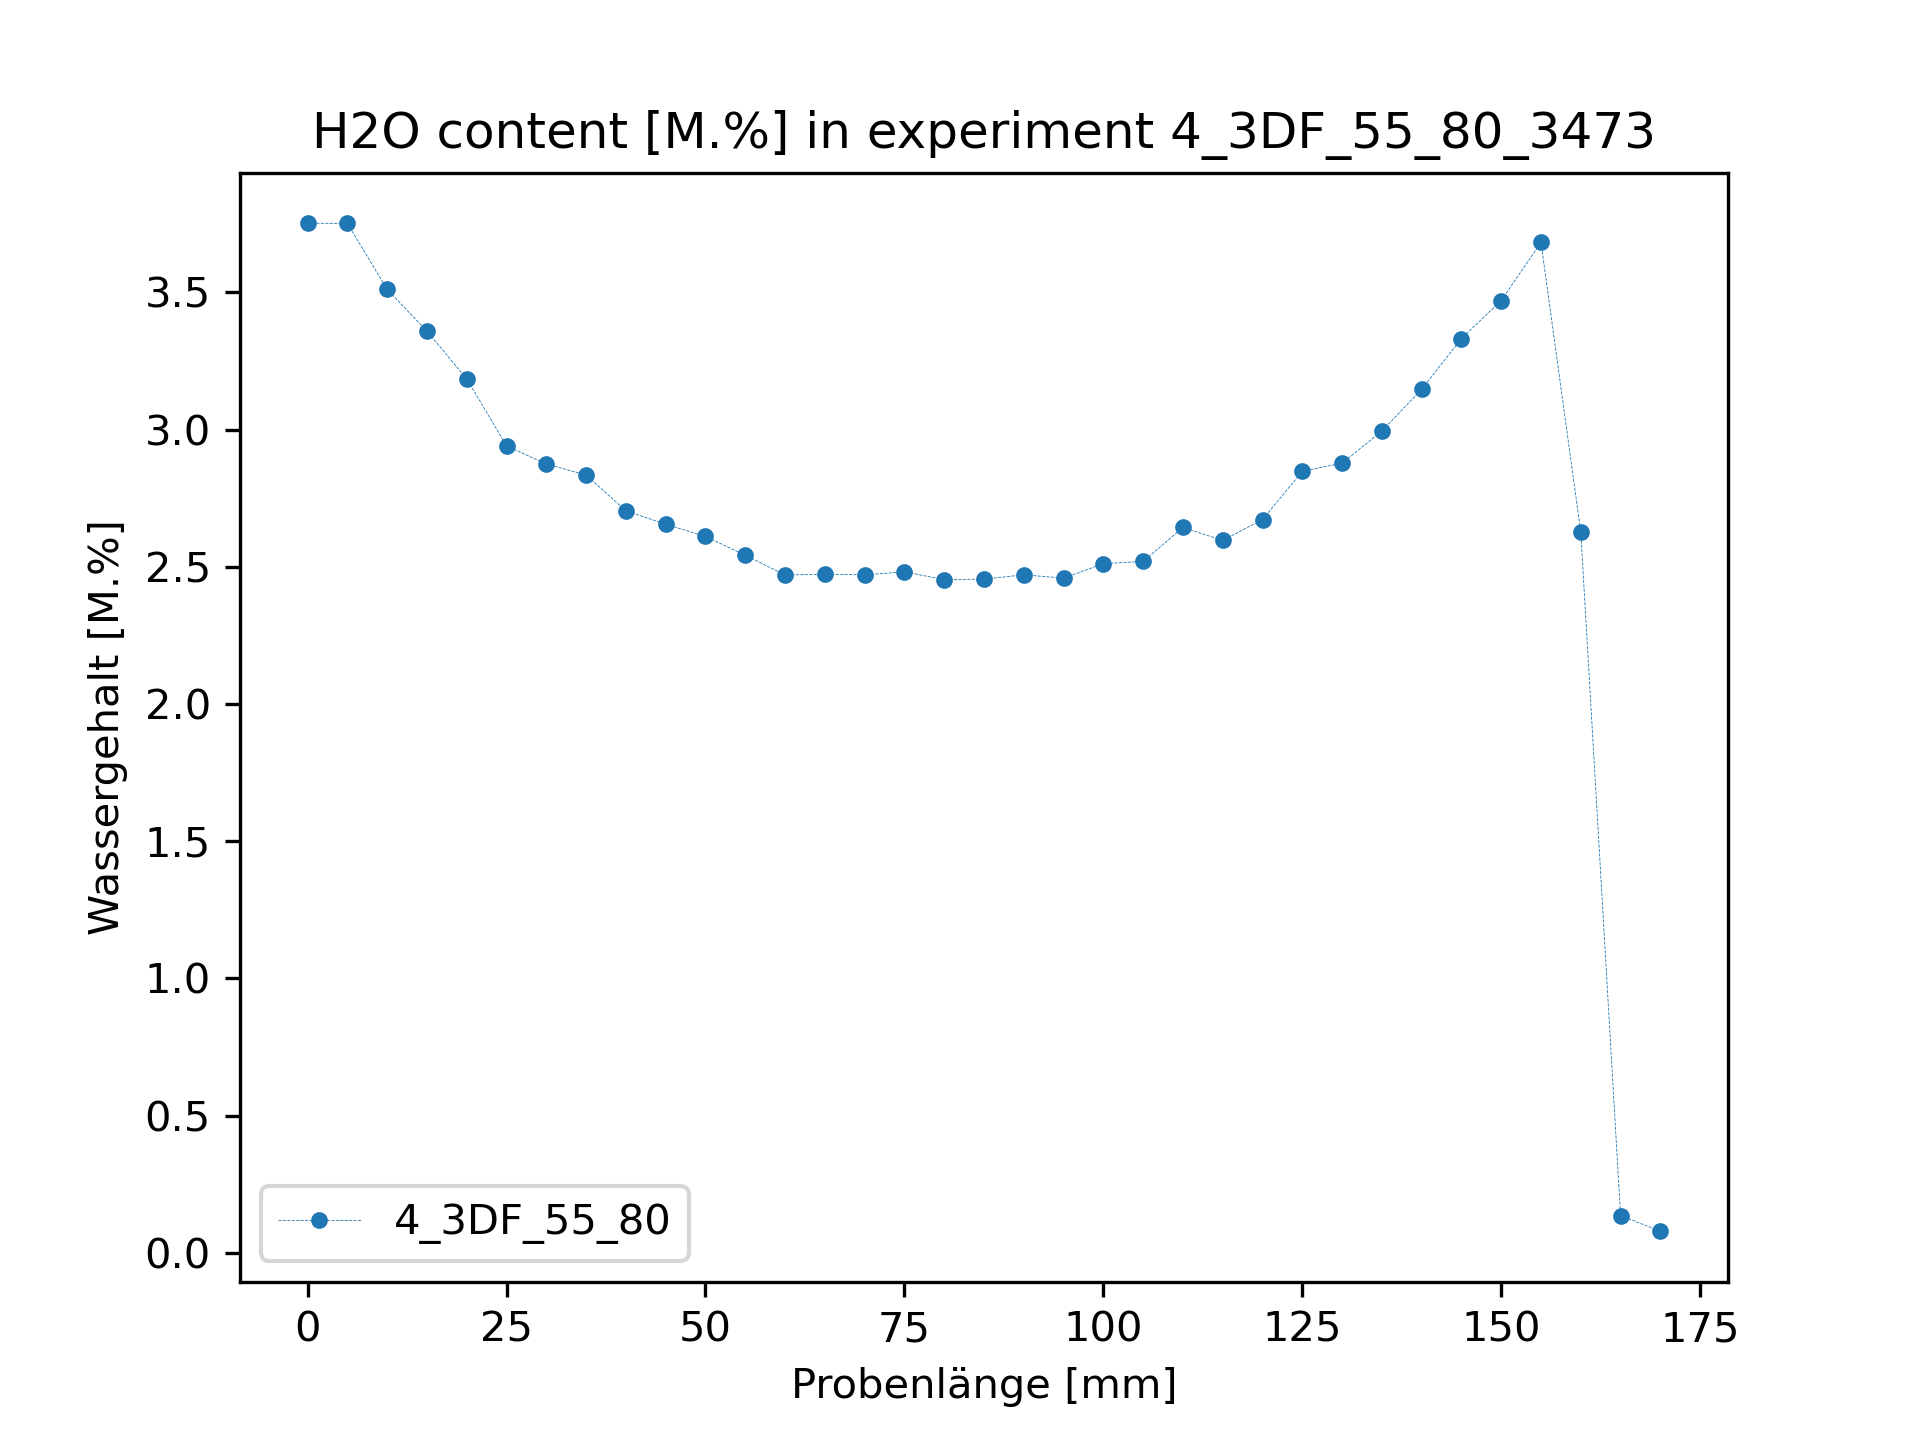 H2O content [M.%] in experiment 4_3DF_55_80_3473
Wassergehalt [M.%]
3.5
3.0
2.5
2.0
1.5
1.0
0.5
0.0
4_3DF_55_80
0 25 50 75 100 125 150 175
Probenlänge [mm]